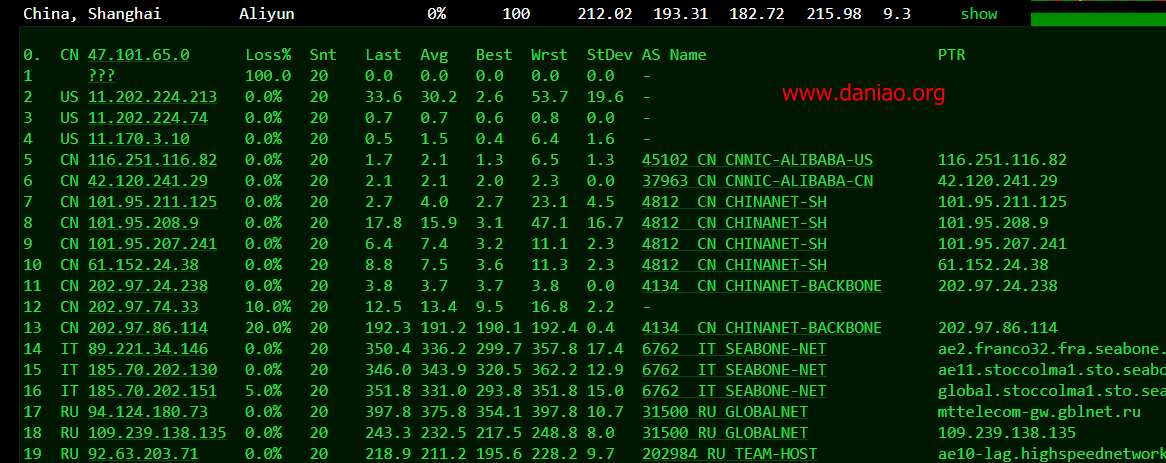 China, Shanghai Aliyun 0% 100 212.02 193.31 182.72 215.98 9.3 show
0. CN 47.101.65.0 Loss% Snt Last Avg Best Wrst StDev AS Name PTR
1 ??? 100.0 20 0.0 0.0 0.0 0.0 0.0 -
2 US 11.202.224.213 0.0% 20 33.6 30.2 2.6 53.7 19.6 -
www.daniao.org
3 US 11.202.224.74 0.0% 20 0.7 0.7 0.6 0.8 0.0 -
4 US 11.170.3.10 0.0% 20 0.5 1.5 0.4 6.4 1.6 -
5 CN 116.251.116.82 0.0% 20 1.7 2.1 1.3 6.5 1.3 45102 CN CNNIC-ALIBABA-US 116.251.116.82
6 CN 42.120.241.29 0.0% 20 2.1 2.1 2.0 2.3 0.0 37963 CN CNNIC-ALIBABA-CN 42.120.241.29
7 CN 101.95.211.125 0.0% 20 2.7 4.0 2.7 23.1 4.5 4812 CN CHINANET-SH 101.95.211.125
8 CN 101.95.208.9 0.0% 20 17.8 15.9 3.1 47.1 16.7 4812 CN CHINANET-SH 101.95.208.9
9 CN 101.95.207.241 0.0% 20 6.4 7.4 3.2 11.1 2.3 4812 CN CHINANET-SH 101.95.207.241
10 CN 61.152.24.38 0.0% 20 8.8 7.5 3.6 11.3 2.3 4812 CN CHINANET-SH 61.152.24.38
11 CN 202.97.24.238 0.0% 20 3.8 3.7 3.7 3.8 0.0 4134 CN CHINANET-BACKBONE 202.97.24.238
12 CN 202.97.74.33 10.0% 20 12.5 13.4 9.5 16.8 2.2 -
13 CN 202.97.86.114 20.0% 20 192.3 191.2 190.1 192.4 0.4 4134 CN CHINANET-BACKBONE 202.97.86.114
14 IT 89.221.34.146 0.0% 20 350.4 336.2 299.7 357.8 17.4 6762 IT SEABONE-NET ae2.franco32.fra.seabone.
15 IT 185.70.202.130 0.0% 20 346.0 343.9 320.5 362.2 12.9 6762 IT SEABONE-NET ae11.stoccolma1.sto.seabo
16 IT 185.70.202.151 5.0% 20 351.8 331.0 293.8 351.8 15.0 6762 IT SEABONE-NET global.stoccolma1.sto.sea
17 RU 94.124.180.73 0.0% 20 397.8 375.8 354.1 397.8 10.7 31500 RU GLOBALNET mttelecom-gw.gblnet.ru
18 RU 109.239.138.135 0.0% 20 243.3 232.5 217.5 248.8 8.0 31500 RU GLOBALNET 109.239.138.135
19 RU 92.63.203.71 0.0% 20 218.9 211.2 195.6 228.2 9.7 202984 RU TEAM-HOST ae10-lag.highspeednetwork